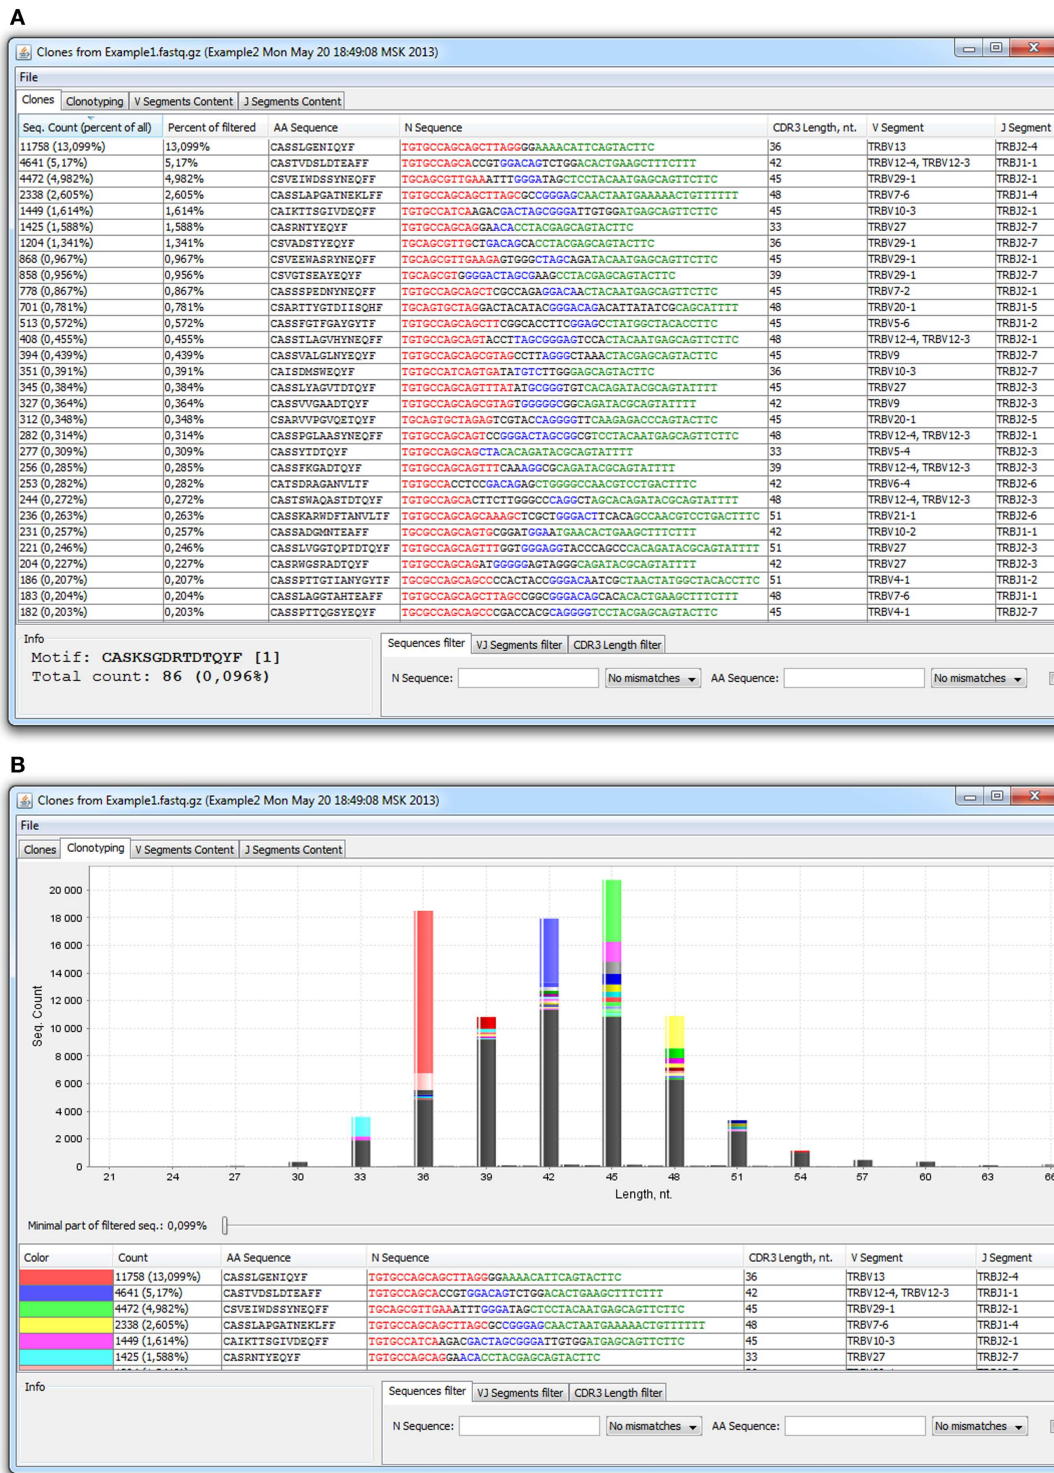 A
Clones from Example1.fastq.gz (Example2 Mon May 20 18:49:08 MSK 2013)
File
Clones Clonotyping V Segments Content J Segments Content
Seq. Count (percent of all) Percent of filtered AA Sequence N Sequence CDR3 Length, nt. V Segment J Segment
11758 (13,099%) 13,099% CASSLGENIQYF TGTGCCAGCAGCTTAGGGGAAAACATTCAGTACTTC 36 TRBV13 TRBJ2-4
4641 (5,17%) 5,17% CASTVDSLDTEAFF TGTGCCAGCACCGTGGACAGTCTGGACACTGAAGCTTTCTTT 42 TRBV12-4, TRBV12-3 TRBJ1-1
4472 (4,982%) 4,982% CSVEIWDSSYNEQFF TGCAGCGTTGAAATTTGGGATAGCTCCTACAATGAGCAGTTCTTC 45 TRBV29-1 TRBJ2-1
2338 (2,605%) 2,605% CASSLAPGATNEKLFF TGTGCCAGCAGCTTAGCGCCGGGAGCAACTAATGAAAAACTGTTTTTT 48 TRBV7-6 TRBJ1-4
1449 (1,614%) 1,614% CAIKTTSGIVDEQFF TGTGCCATCAAGACGACTAGCGGGATTGTGGATGAGCAGTTCTTC 45 TRBV10-3 TRBJ2-1
1425 (1,588%) 1,588% CASRNTYEQYF TGTGCCAGCAGGAACACCTACGAGCAGTACTTC 33 TRBV27 TRBJ2-7
1204 (1,341%) 1,341% CSVADSTYEQYF TGCAGCGTTGCTGACAGCACCTACGAGCAGTACTTC 36 TRBV29-1 TRBJ2-7
868 (0,967%) 0,967% CSVEEWASRYNEQFF TGCAGCGTTGAAGAGTGGGCTAGCAGATACAATGAGCAGTTCTTC 45 TRBV29-1 TRBJ2-1
858 (0,956%) 0,956% CSVGTSEAYEQYF TGCAGCGTGGGGACTAGCGAAGCCTACGAGCAGTACTTC 39 TRBV29-1 TRBJ2-7
778 (0,867%) 0,867% CASSSPEDNYNEQFF TGTGCCAGCAGCTCGCCAGAGGACAACTACAATGAGCAGTTCTTC 45 TRBV7-2 TRBJ2-1
701 (0,781%) 0,781% CSARTTYGTDIISQHF TGCAGTGCTAGGACTACATACGGGACAGACATTATATCGCAGCATTTT 48 TRBV20-1 TRBJ1-5
513 (0,572%) 0,572% CASSFGTFGAYGYTF TGTGCCAGCAGCTTCGGCACCTTCGGAGCCTATGGCTACACCTTC 45 TRBV5-6 TRBJ1-2
408 (0,455%) 0,455% CASSTLAGVHYNEQFF TGTGCCAGCAGTACCTTAGCGGGAGTCCACTACAATGAGCAGTTCTTC 48 TRBV12-4, TRBV12-3 TRBJ2-1
394 (0,439%) 0,439% CASSVALGLNYEQYF TGTGCCAGCAGCGTAGCCTTAGGGCTAAACTACGAGCAGTACTTC 45 TRBV9 TRBJ2-7
351 (0,391%) 0,391% CAISDMSWEQYF TGTGCCATCAGTGATATGTCTTGGGAGCAGTACTTC 36 TRBV10-3 TRBJ2-7
345 (0,384%) 0,384% CASSLYAGVTDTQYF TGTGCCAGCAGTTTATATGCGGGTGTCACAGATACGCAGTATTTT 45 TRBV27 TRBJ2-3
327 (0,364%) 0,364% CASSVVGAADTQYF TGTGCCAGCAGCGTAGTGGGGGCGGCAGATACGCAGTATTTT 42 TRBV9 TRBJ2-3
312 (0,348%) 0,348% CSARVVPGVQETQYF TGCAGTGCTAGAGTCGTACCAGGGGTTCAAGAGACCCAGTACTTC 45 TRBV20-1 TRBJ2-5
282 (0,314%) 0,314% CASSPGLAASYNEQFF TGTGCCAGCAGTCCGGGACTAGCGGCGTCCTACAATGAGCAGTTCTTC 48 TRBV12-4, TRBV12-3 TRBJ2-1
277 (0,309%) 0,309% CASSYTDTQYF TGTGCCAGCAGCTACACAGATACGCAGTATTTT 33 TRBV5-4 TRBJ2-3
256 (0,285%) 0,285% CASSFKGADTQYF TGTGCCAGCAGTTTCAAAGGCGCAGATACGCAGTATTTT 39 TRBV12-4, TRBV12-3 TRBJ2-3
253 (0,282%) 0,282% CATSDRAGANVLTF TGTGCCACCTCCGACAGAGCTGGGGCCAACGTCCTGACTTTC 42 TRBV6-4 TRBJ2-6
244 (0,272%) 0,272% CASTSWAQASTDTQYF TGTGCCAGCACTTCTTGGGCCCAGGCTAGCACAGATACGCAGTATTTT 48 TRBV12-4, TRBV12-3 TRBJ2-3
236 (0,263%) 0,263% CASSKARWDFTANVLTF TGTGCCAGCAGCAAAGCTCGCTGGGACTTCACAGCCAACGTCCTGACTTTC 51 TRBV21-1 TRBJ2-6
231 (0,257%) 0,257% CASSADGMNTEAFF TGCGCCAGCAGTGCGGATGGAATGAACACTGAAGCTTTCTTT 42 TRBV10-2 TRBJ1-1
221 (0,246%) 0,246% CASSLVGGTQPTDTQYF TGTGCCAGCAGTTTGGTGGGAGGTACCCAGCCCACAGATACGCAGTATTTT 51 TRBV27 TRBJ2-3
204 (0,227%) 0,227% CASRWGSRADTQYF TGTGCCAGCAGATGGGGGAGTAGGGCAGATACGCAGTATTTT 42 TRBV27 TRBJ2-3
186 (0,207%) 0,207% CASSPTTGTIANYGYTF TGCGCCAGCAGCCCCACTACCGGGACAATCGCTAACTATGGCTACACCTTC 51 TRBV4-1 TRBJ1-2
183 (0,204%) 0,204% CASSLAGGTAHTEAFF TGTGCCAGCAGCTTAGCCGGCGGGACAGCACACACTGAAGCTTTCTTT 48 TRBV7-6 TRBJ1-1
182 (0,203%) 0,203% CASSPTTQGSYEQYF TGCGCCAGCAGCCCGACCACGCAGGGGTCCTACGAGCAGTACTTC 45 TRBV4-1 TRBJ2-7
Info
Motif: CASKSGDRTDTQYF [1]
Total count: 86 (0,096%)
Sequences filter VJ Segments filter CDR3 Length filter
N Sequence: No mismatches AA Sequence: No mismatches
B
Clones from Example1.fastq.gz (Example2 Mon May 20 18:49:08 MSK 2013)
File
Clones Clonotyping V Segments Content J Segments Content
20 000
18 000
16 000
14 000
12 000
10 000
8 000
6 000
4 000
2 000
0
Seq. Count
21 24 27 30 33 36 39 42 45 48 51 54 57 60 63 66
Length, nt.
Minimal part of filtered seq.: 0,099%
Color Count AA Sequence N Sequence CDR3 Length, nt. V Segment J Segment
11758 (13,099%) CASSLGENIQYF TGTGCCAGCAGCTTAGGGGAAAACATTCAGTACTTC 36 TRBV13 TRBJ2-4
4641 (5,17%) CASTVDSLDTEAFF TGTGCCAGCACCGTGGACAGTCTGGACACTGAAGCTTTCTTT 42 TRBV12-4, TRBV12-3 TRBJ1-1
4472 (4,982%) CSVEIWDSSYNEQFF TGCAGCGTTGAAATTTGGGATAGCTCCTACAATGAGCAGTTCTTC 45 TRBV29-1 TRBJ2-1
2338 (2,605%) CASSLAPGATNEKLFF TGTGCCAGCAGCTTAGCGCCGGGAGCAACTAATGAAAAACTGTTTTTT 48 TRBV7-6 TRBJ1-4
1449 (1,614%) CAIKTTSGIVDEQFF TGTGCCATCAAGACGACTAGCGGGATTGTGGATGAGCAGTTCTTC 45 TRBV10-3 TRBJ2-1
1425 (1,588%) CASRNTYEQYF TGTGCCAGCAGGAACACCTACGAGCAGTACTTC 33 TRBV27 TRBJ2-7
Info
Sequences filter VJ Segments filter CDR3 Length filter
N Sequence: No mismatches AA Sequence: No mismatches